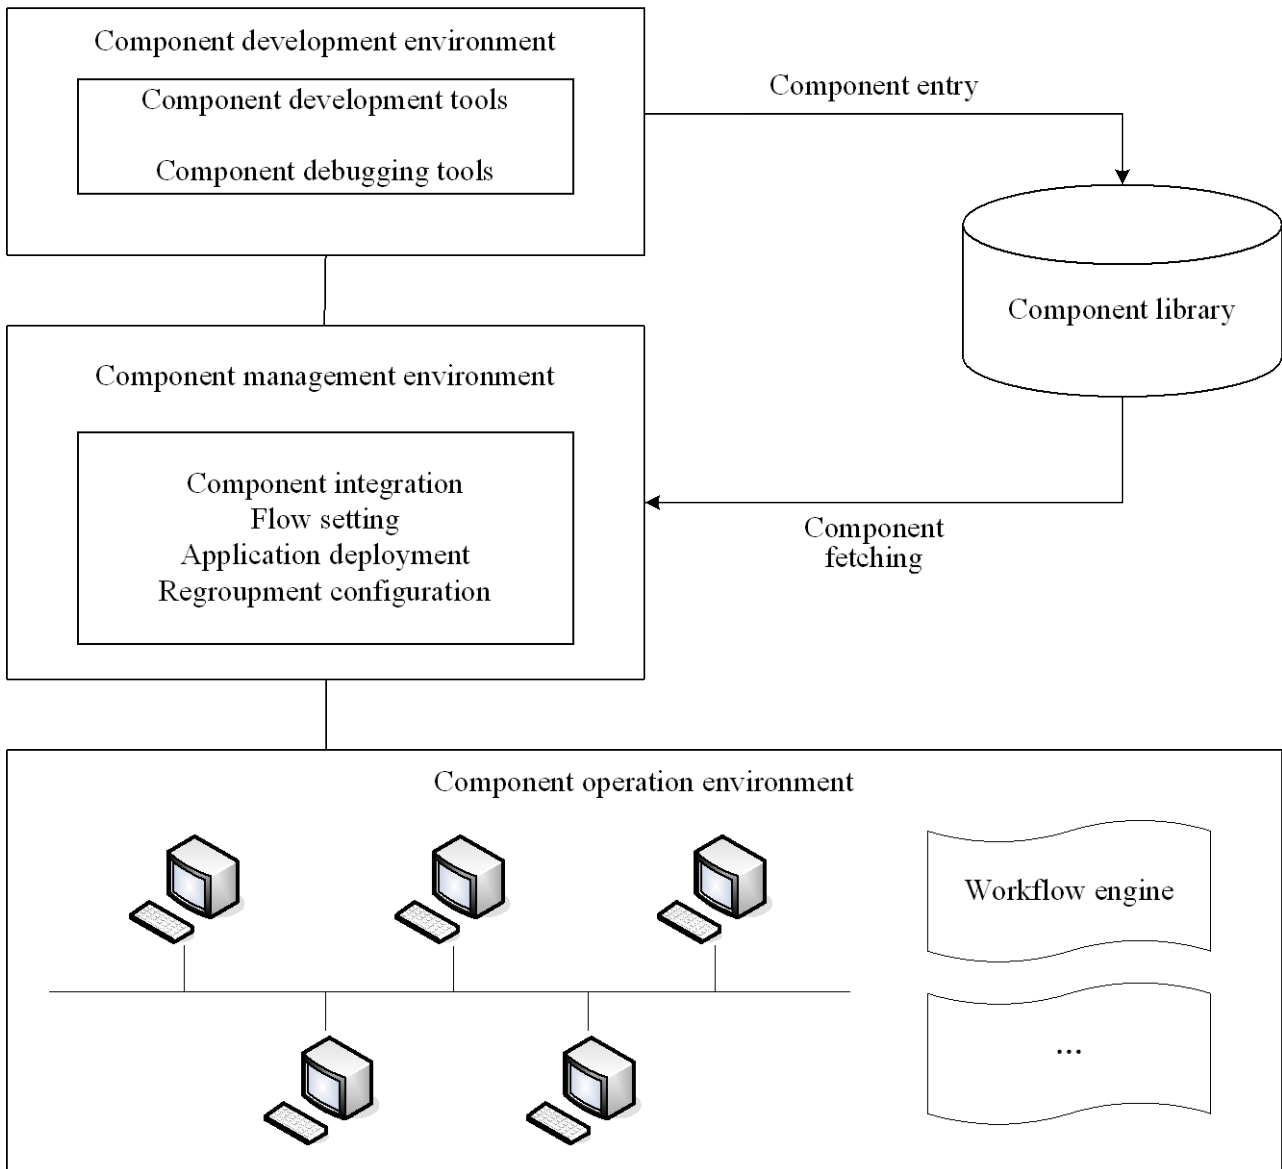 Component development environment
Component development tools
Component debugging tools
Component entry
Component library
Component management environment
Component integration
Flow setting
Application deployment
Regroupment configuration
Component
fetching
Component operation environment
Workflow engine
...